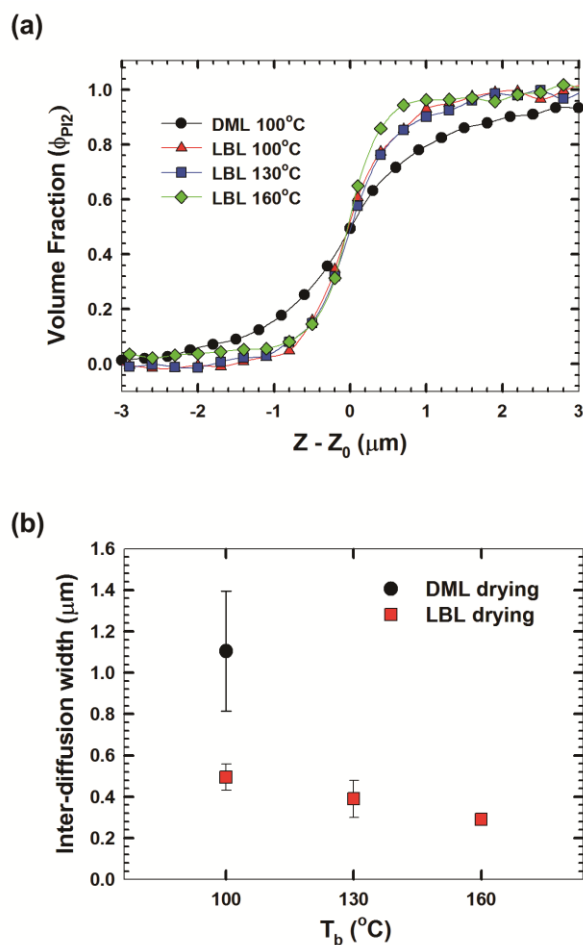 (a)
Volume Fraction (ϕPI2)
1.0
0.8
0.6
0.4
0.2
0.0
DML 100°C
LBL 100°C
LBL 130°C
LBL 160°C
-3 -2 -1 0 1 2 3
Z - Z0 (μm)
(b)
Inter-diffusion width (μm)
1.6
1.4
1.2
1.0
0.8
0.6
0.4
0.2
0.0
DML drying
LBL drying
100 130 160
Tb (°C)